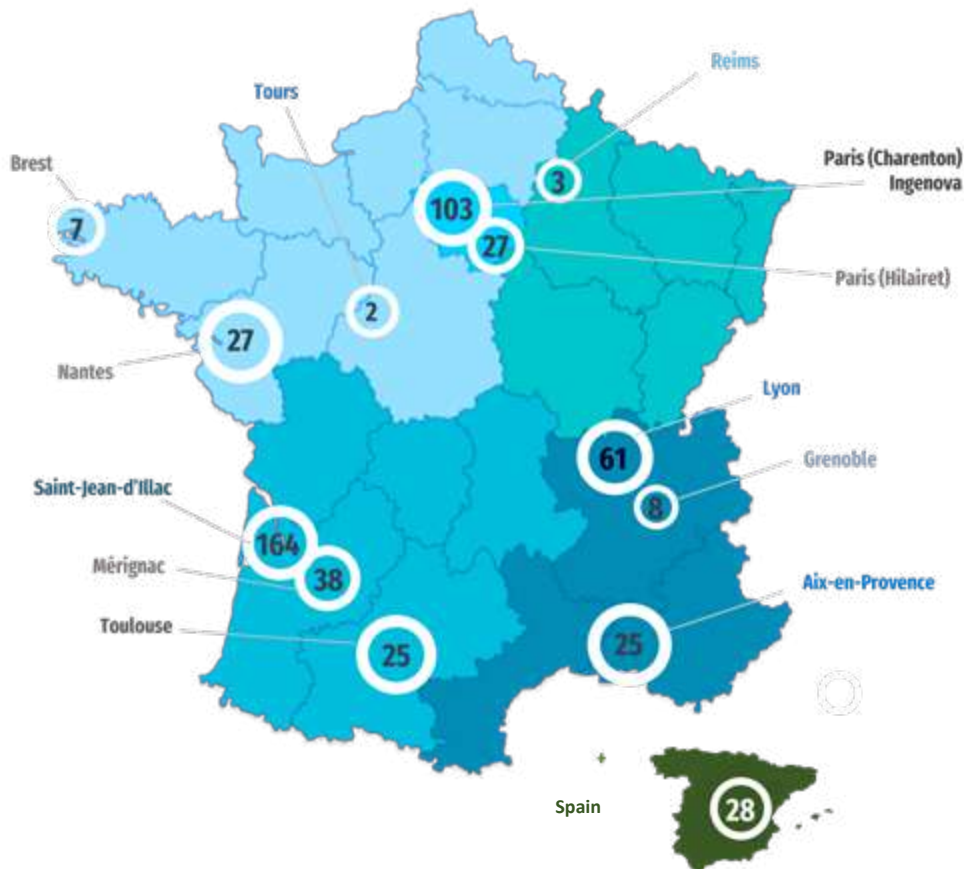 Reims
Tours
Paris (Charenton)
Ingenova
Brest
3
103
7
27
Paris (Hilairet)
2
27
Nantes
Lyon
61
Grenoble
Saint-Jean-d'Illac
8
164
Mérignac
38
Aix-en-Provence
Toulouse
25
25
+
Spain
28